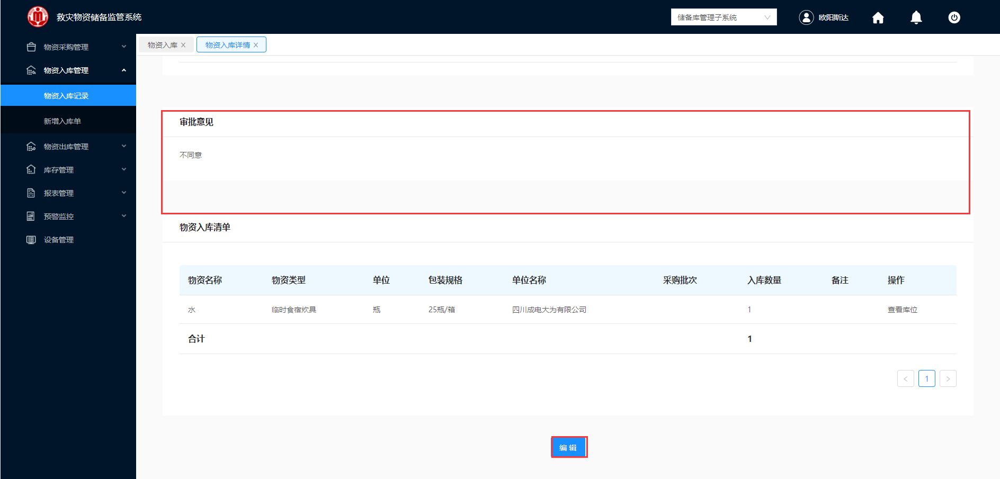 救灾物资储备监管系统
储备库管理子系统
欧阳斯达
物资采购管理
物资入库管理
物资入库记录
新增入库单
物资出库管理
库存管理
报表管理
预警监控
设备管理
物资入库 X
物资入库详情 X
审批意见
不同意
物资入库清单
物资名称 物资类型 单位 包装规格 单位名称 采购批次 入库数量 备注 操作
水 临时食宿炊具 瓶 25瓶/箱 四川成电大为有限公司 1 查看库位
合计 1
< 1 >
编 辑